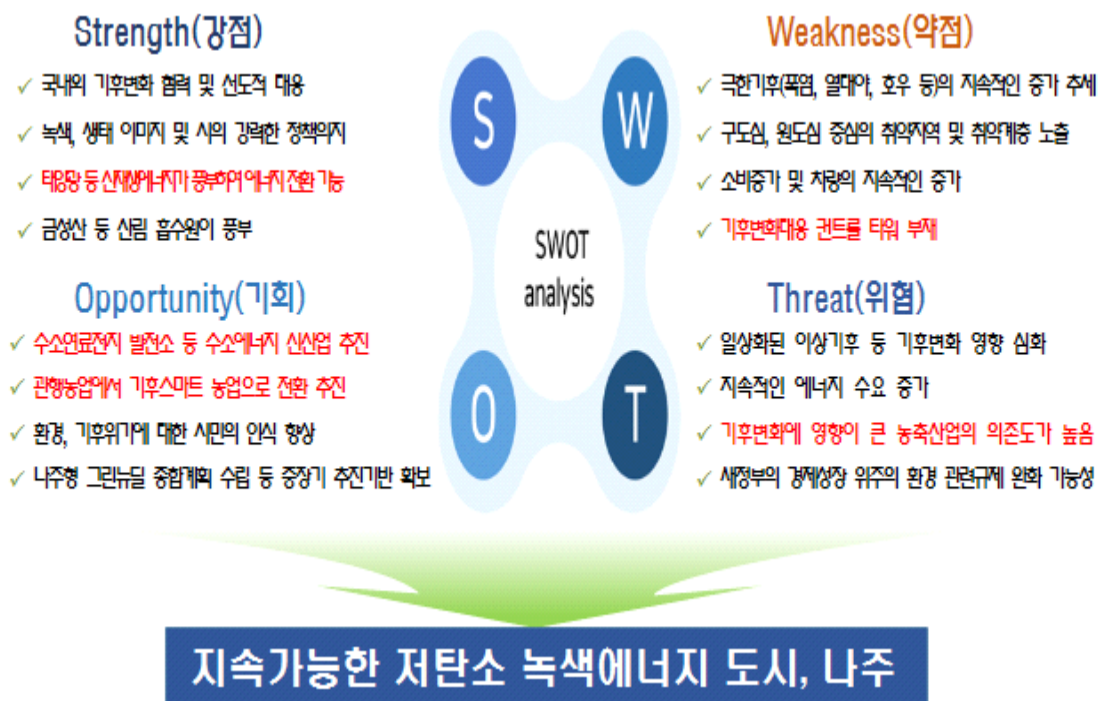 Strength(강점)
✓ 국내외 기후변화 협력 및 선도적 대응
✓ 녹색, 생태 이미지 및 시의 강력한 정책의지
✓ 태양광 등 신재생에너지가 풍부하여 에너지 전환 가능
✓ 금성산 등 산림 흡수원이 풍부
Weakness(약점)
✓ 극한기후(폭염, 열대야, 호우 등)의 지속적인 증가 추세
✓ 구도심, 원도심 중심의 취약지역 및 취약계층 노출
✓ 소비증가 및 차량의 지속적인 증가
✓ 기후변화대응 컨트롤 타워 부재
S
W
SWOT
analysis
O
T
Opportunity(기회)
✓ 수소연료전지 발전소 등 수소에너지 신산업 추진
✓ 관행농업에서 기후스마트 농업으로 전환 추진
✓ 환경, 기후위기에 대한 시민의 인식 향상
✓ 나주형 그린뉴딜 종합계획 수립 등 중장기 추진기반 확보
Threat(위협)
✓ 일상화된 이상기후 등 기후변화 영향 심화
✓ 지속적인 에너지 수요 증가
✓ 기후변화에 영향이 큰 농축산업의 의존도가 높음
✓ 새정부의 경제성장 위주의 환경 관련규제 완화 가능성
지속가능한 저탄소 녹색에너지 도시, 나주